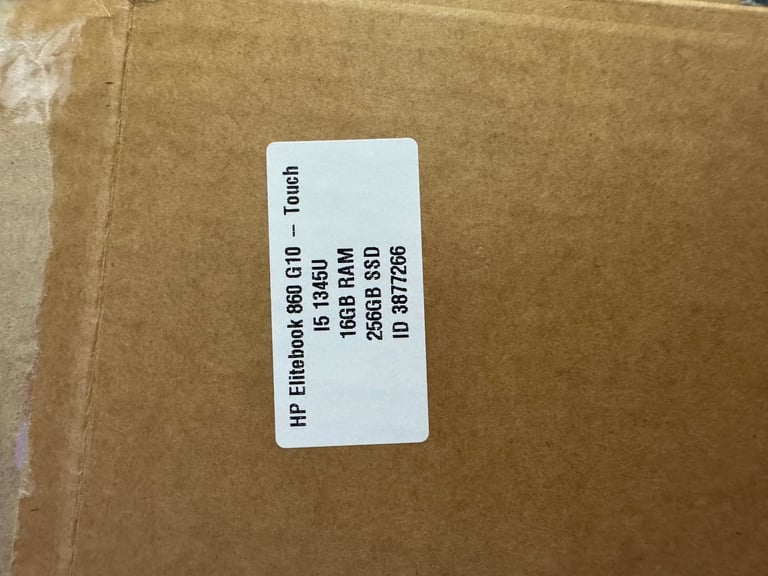 HP Elitebook 860 G10 – Touch
I5 1345U
16GB RAM
256GB SSD
ID 3877266